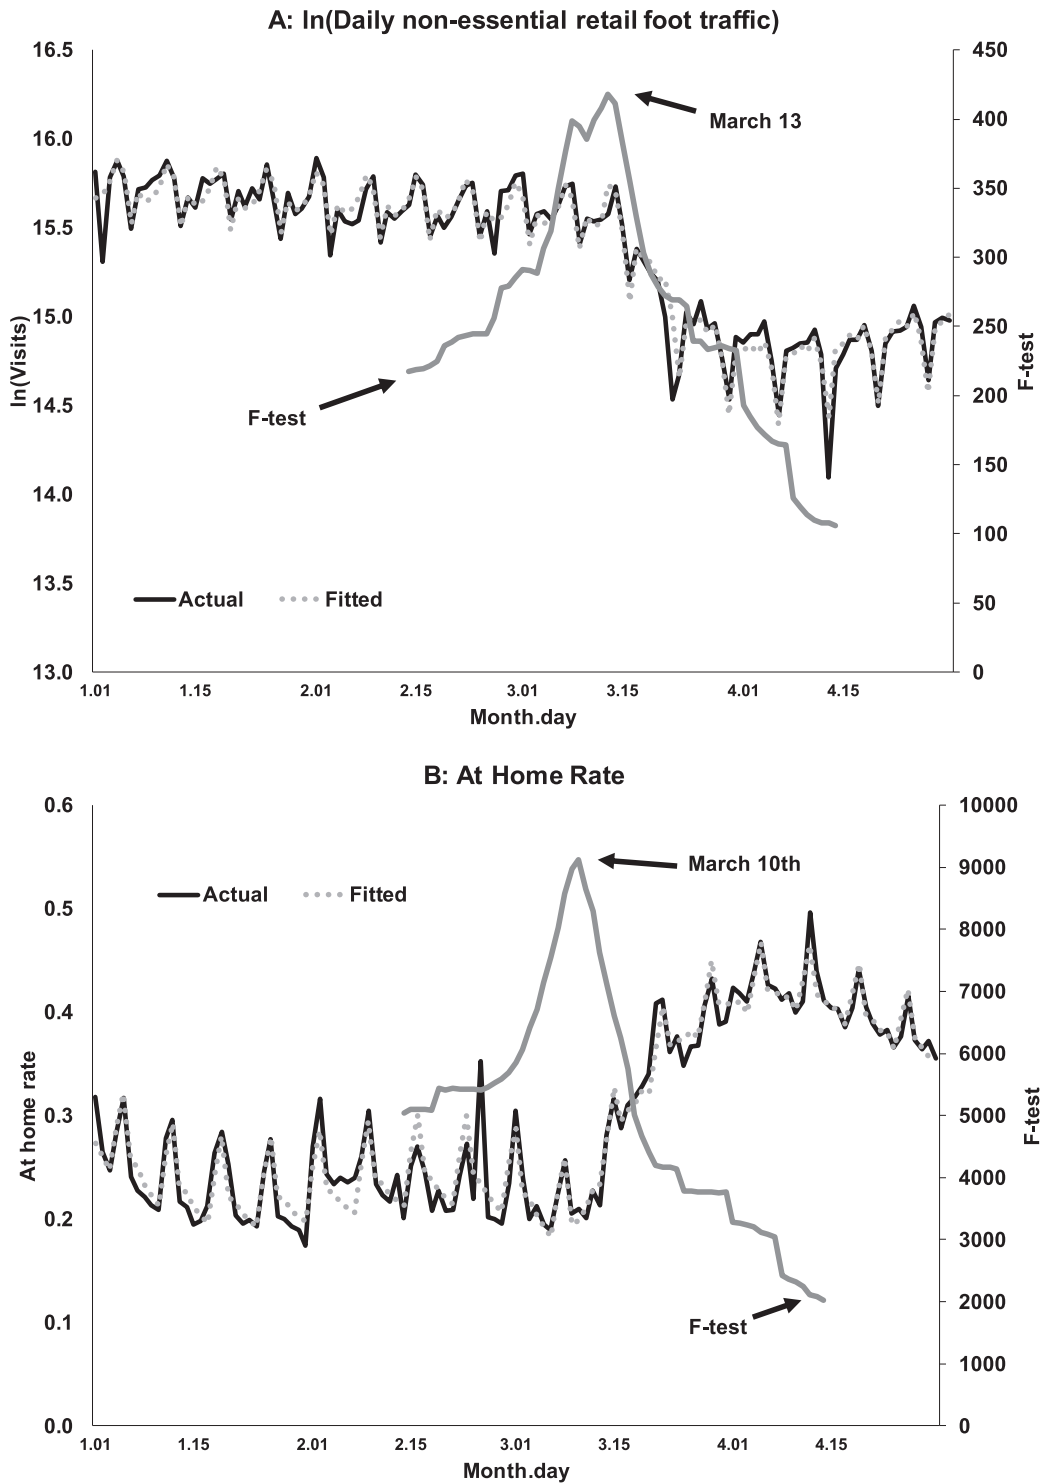 A: ln(Daily non-essential retail foot traffic)
16.5
16.0
15.5
15.0
14.5
14.0
13.5
13.0
ln(Visits)
450
400
350
300
250
200
150
100
50
0
F-test
March 13
F-test
Actual
Fitted
1.01 1.15 2.01 2.15 3.01 3.15 4.01 4.15
Month.day
B: At Home Rate
0.6
0.5
0.4
0.3
0.2
0.1
0.0
At home rate
10000
9000
8000
7000
6000
5000
4000
3000
2000
1000
0
F-test
Actual
Fitted
March 10th
F-test
1.01 1.15 2.01 2.15 3.01 3.15 4.01 4.15
Month.day